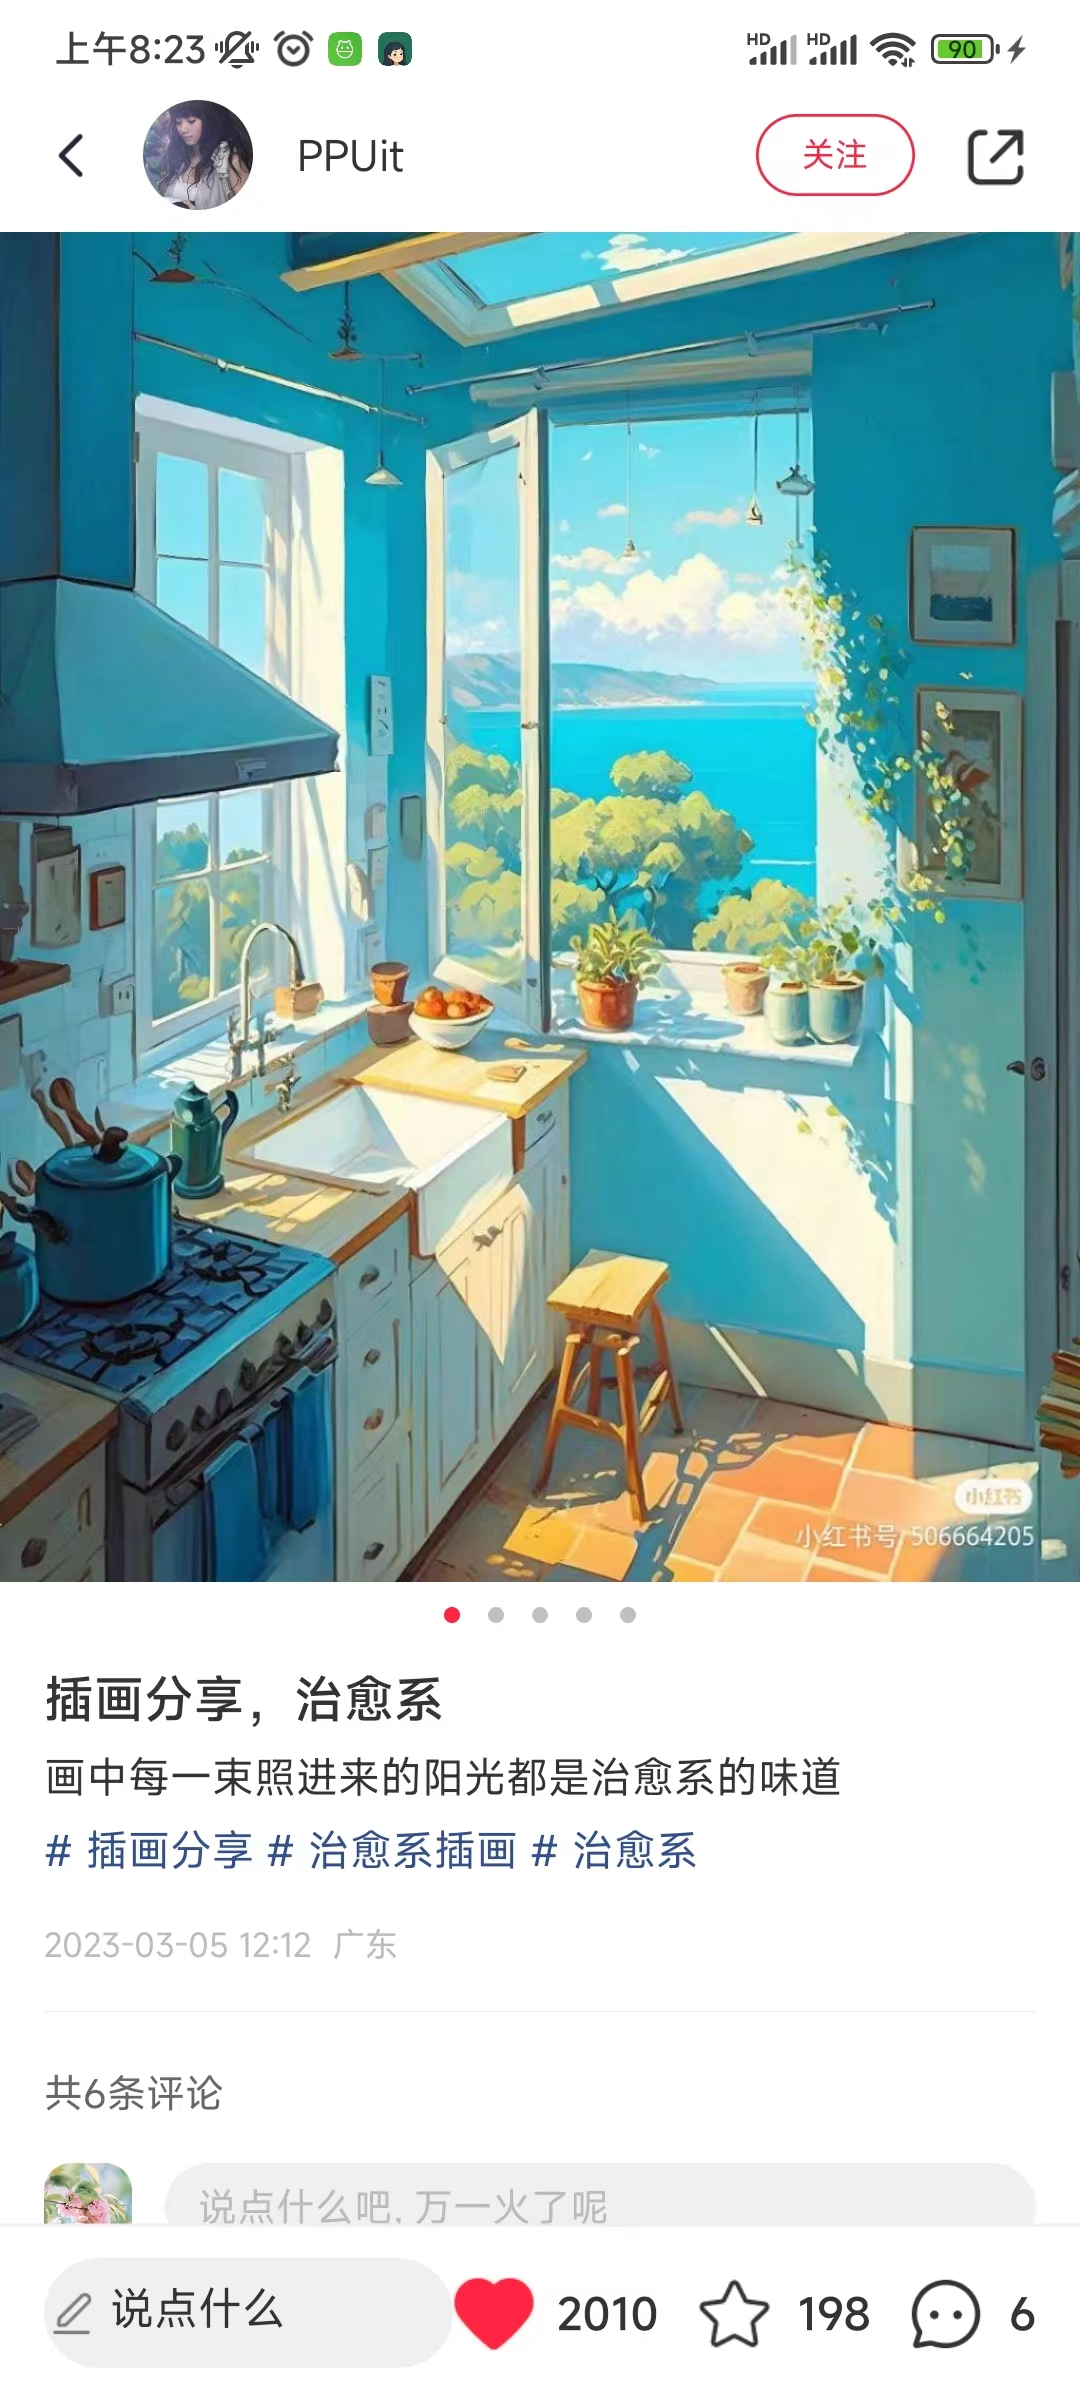 上午8:23 HD HD 90
PPUit 关注
小红书
小红书号: 506664205
插画分享，治愈系
画中每一束照进来的阳光都是治愈系的味道
# 插画分享 # 治愈系插画 # 治愈系
2023-03-05 12:12 广东
共6条评论
说点什么吧, 万一火了呢
说点什么 2010 198 6